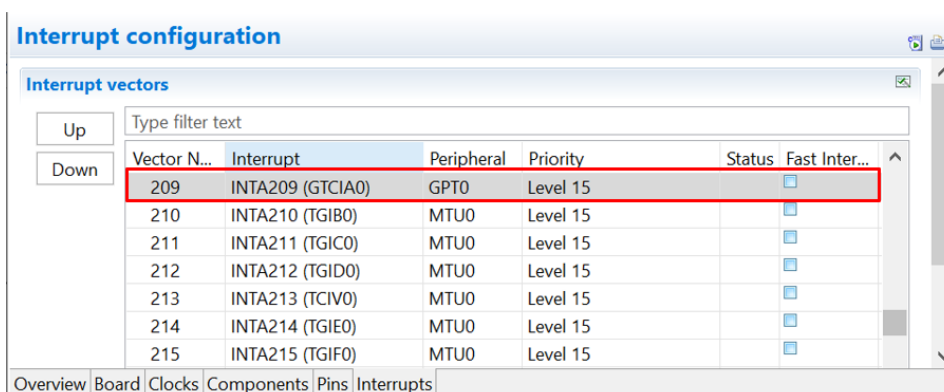 Interrupt configuration
Interrupt vectors
Up
Down
Type filter text
Vector N... Interrupt Peripheral Priority Status Fast Inter...
209 INTA209 (GTCIA0) GPT0 Level 15
210 INTA210 (TGIB0) MTU0 Level 15
211 INTA211 (TGIC0) MTU0 Level 15
212 INTA212 (TGID0) MTU0 Level 15
213 INTA213 (TCIV0) MTU0 Level 15
214 INTA214 (TGIE0) MTU0 Level 15
215 INTA215 (TGIF0) MTU0 Level 15
Overview Board Clocks Components Pins Interrupts